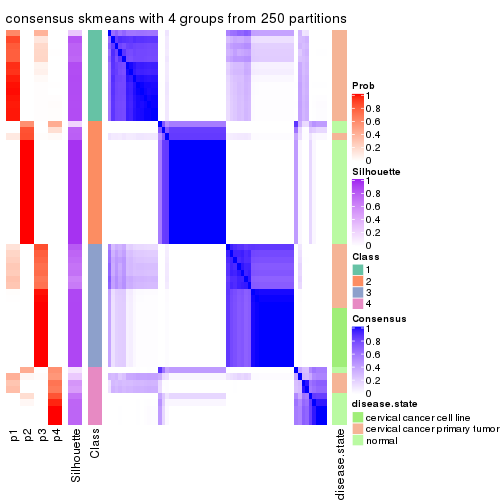 consensus skmeans with 4 groups from 250 partitions
Prob
1
0.8
0.6
0.4
0.2
0
Silhouette
1
0.8
0.6
0.4
0.2
0
Class
1
2
3
4
Consensus
1
0.8
0.6
0.4
0.2
0
disease.state
cervical cancer cell line
cervical cancer primary tumor
normal
p1
p2
p3
p4
Silhouette
Class
disease.state